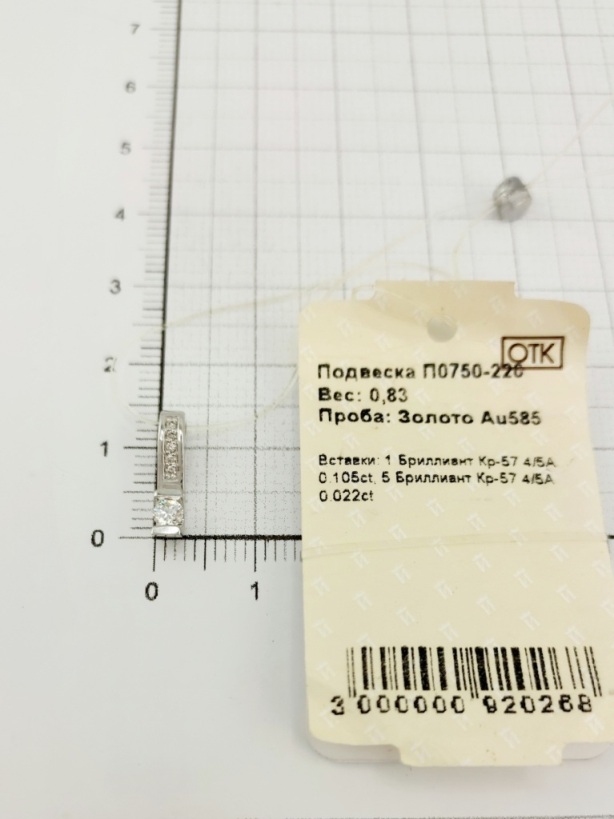 7
6
5
4
3
2
1
0
0
1
ОТК
Подвеска П0750-226
Вес: 0,83
Проба: Золото Au585
Вставки: 1 Бриллиант Кр-57 4/5А
0.105ct, 5 Бриллиант Кр-57 4/5А
0.022ct
3 000000 920268